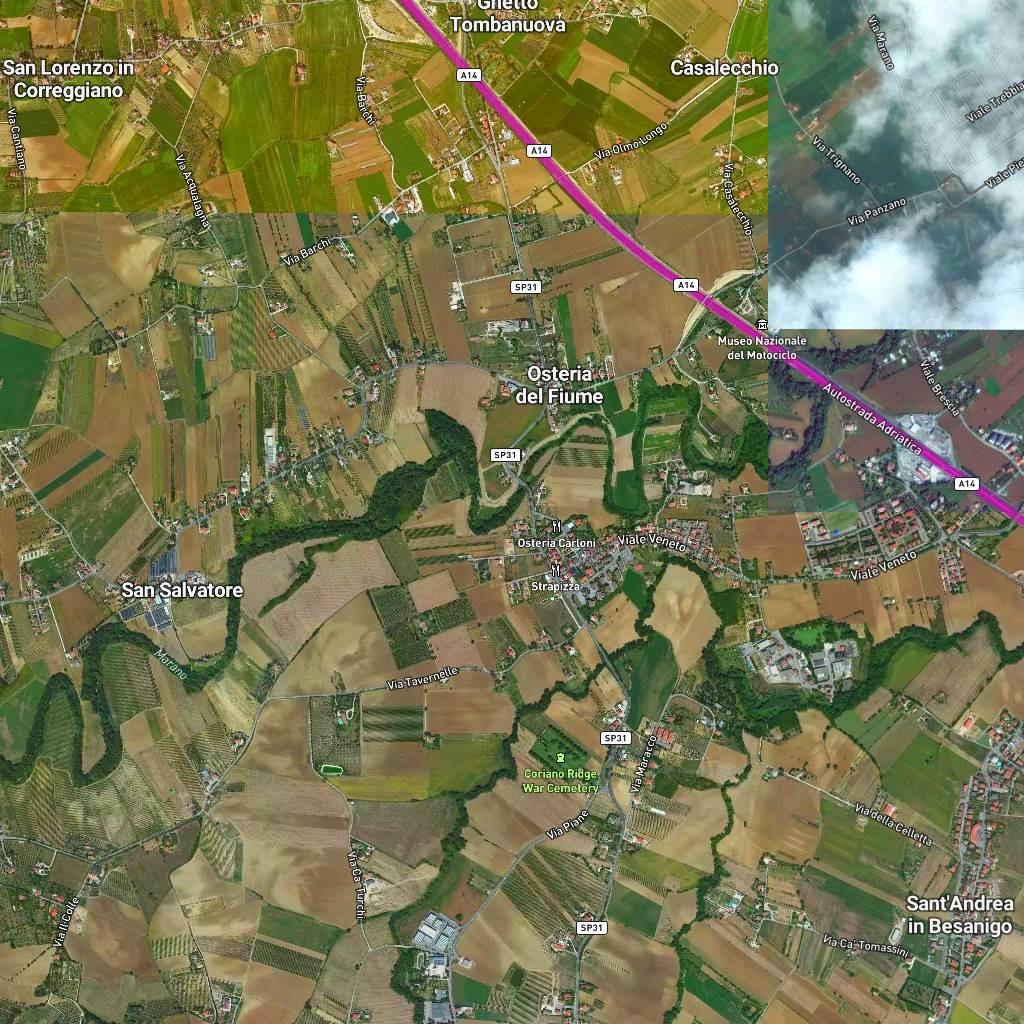 Ghetto
Tombanuova
San Lorenzo in
Correggiano
Casalecchio
A14
Via Marano
Viale Trebbia
Via Cantiano
Via Barchi
A14
Via Olmo Longo
Via Trignano
Via Acqualagna
Via Casalecchio
Via Panzano
Via Barchi
SP31
A14
Museo Nazionale
del Motociclo
Osteria
del Fiume
Autostrada Adriatica
Viale Brescia
SP31
A14
Osteria Carloni
Viale Veneto
Strapizza
Viale Veneto
San Salvatore
Marano
Via Tavernelle
SP31
Via Maracco
Coriano Ridge
War Cemetery
Via Piane
Via della Celletta
Via Ca' Turchi
Via Il Colle
SP31
Sant'Andrea
in Besanigo
Via Ca' Tomassini